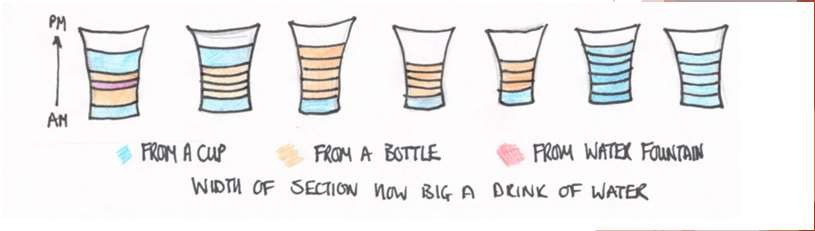 PM
AM
FROM A CUP FROM A BOTTLE FROM WATER FOUNTAIN
WIDTH OF SECTION HOW BIG A DRINK OF WATER